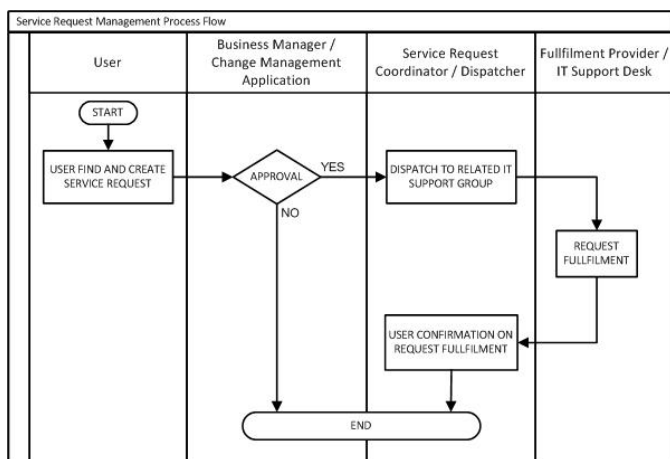 Service Request Management Process Flow
User
Business Manager /
Change Management
Application
Service Request
Coordinator / Dispatcher
Fullfilment Provider /
IT Support Desk
START
USER FIND AND CREATE
SERVICE REQUEST
APPROVAL
YES
NO
DISPATCH TO RELATED IT
SUPPORT GROUP
REQUEST
FULLFILMENT
USER CONFIRMATION ON
REQUEST FULLFILMENT
END